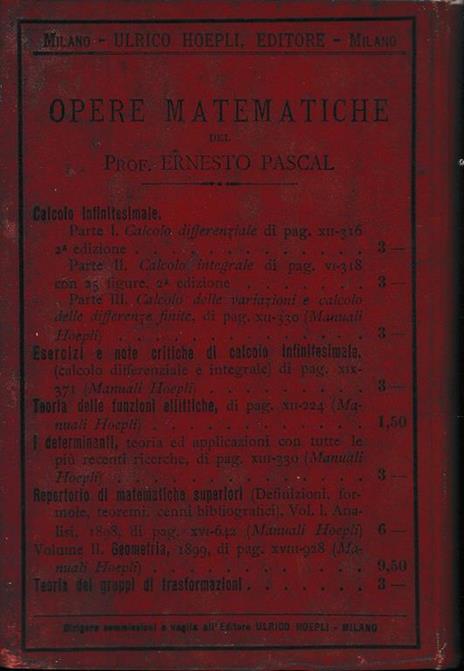 MILANO - ULRICO HOEPLI, EDITORE - MILANO
OPERE MATEMATICHE
DEL
PROF. ERNESTO PASCAL
Calcolo infinitesimale.
Parte I. Calcolo differenziale di pag. XII-316
2ª edizione . . . . . . . . . . . . 3 —
Parte II. Calcolo integrale di pag. VI-318
con 25 figure, 2ª edizione . . . . . . . 3 —
Parte III. Calcolo delle variazioni e calcolo
delle differenze finite, di pag. XII-330 (Manuali
Hoepli) . . . . . . . . . . . . . 3 —
Esercizi e note critiche di calcolo infinitesimale,
(calcolo differenziale e integrale) di pag. XIX-
371 (Manuali Hoepli) . . . . . . . . . 3 —
Teoria delle funzioni ellittiche, di pag. XII-224 (Ma-
nuali Hoepli) . . . . . . . . . . . . 1,50
I determinanti, teoria ed applicazioni con tutte le
più recenti ricerche, di pag. XIII-330 (Manuali
Hoepli) . . . . . . . . . . . . . 3 —
Repertorio di matematiche superiori (Definizioni, for-
mole, teoremi, cenni bibliografici), Vol. I. Ana-
lisi, 1898, di pag. XVI-642 (Manuali Hoepli) 6 —
Volume II. Geometria, 1899, di pag. XVIII-928 (Ma-
nuali Hoepli) . . . . . . . . . . . . 9,50
Teoria dei gruppi di trasformazioni . . . . . 3 —
Dirigere commissioni e vaglia all'Editore ULRICO HOEPLI - MILANO